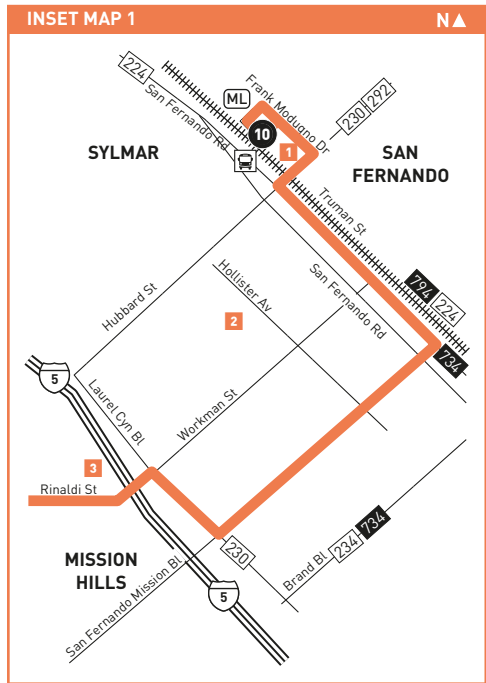 INSET MAP 1
N▲
224
San Fernando Rd
ML
Frank Modugno Dr
230
292
10
1
SYLMAR
SAN
FERNANDO
Truman St
Hubbard St
Hollister Av
San Fernando Rd
794
224
734
2
5
Laurel Cyn Bl
Workman St
3
Rinaldi St
MISSION
HILLS
230
234
734
Brand Bl
San Fernando Mission Bl
5